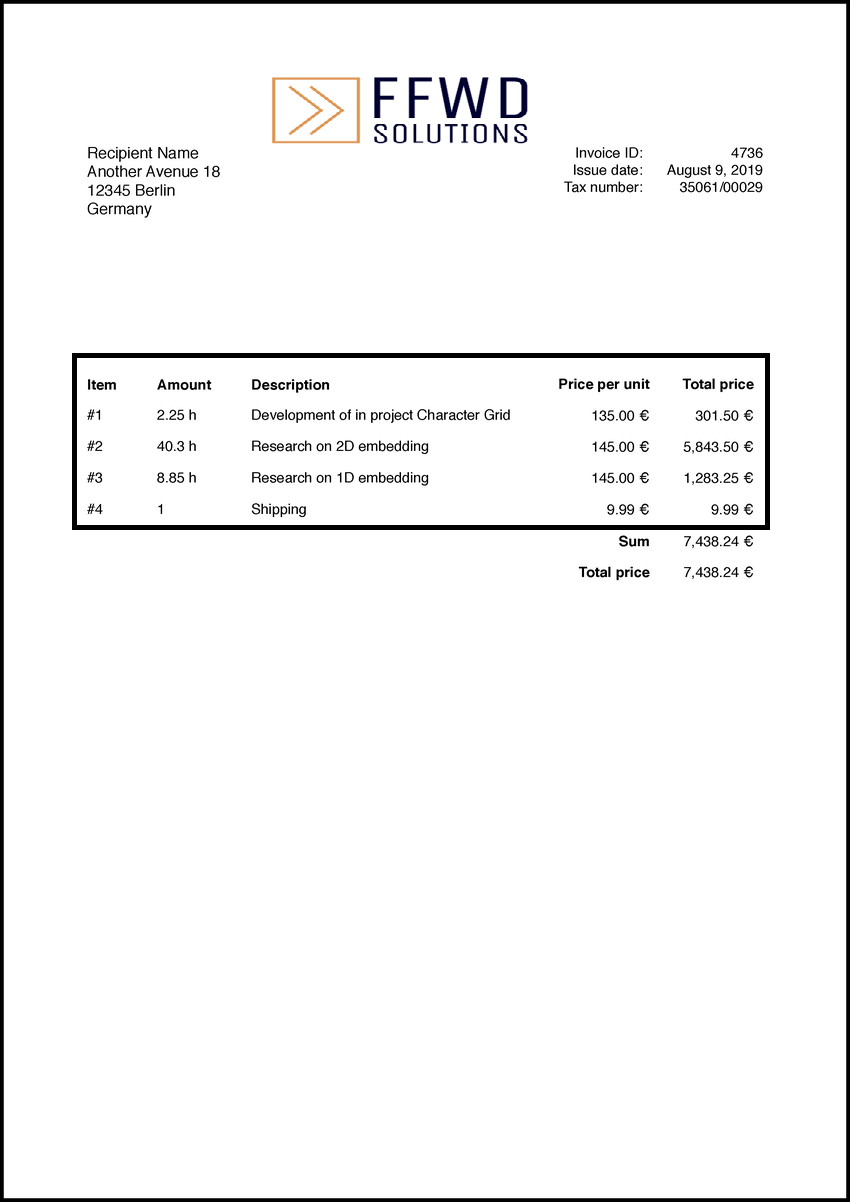 FFWD
SOLUTIONS
Recipient Name
Another Avenue 18
12345 Berlin
Germany
Invoice ID: 4736
Issue date: August 9, 2019
Tax number: 35061/00029
Item Amount Description Price per unit Total price
#1 2.25 h Development of in project Character Grid 135.00 € 301.50 €
#2 40.3 h Research on 2D embedding 145.00 € 5,843.50 €
#3 8.85 h Research on 1D embedding 145.00 € 1,283.25 €
#4 1 Shipping 9.99 € 9.99 €
Sum 7,438.24 €
Total price 7,438.24 €